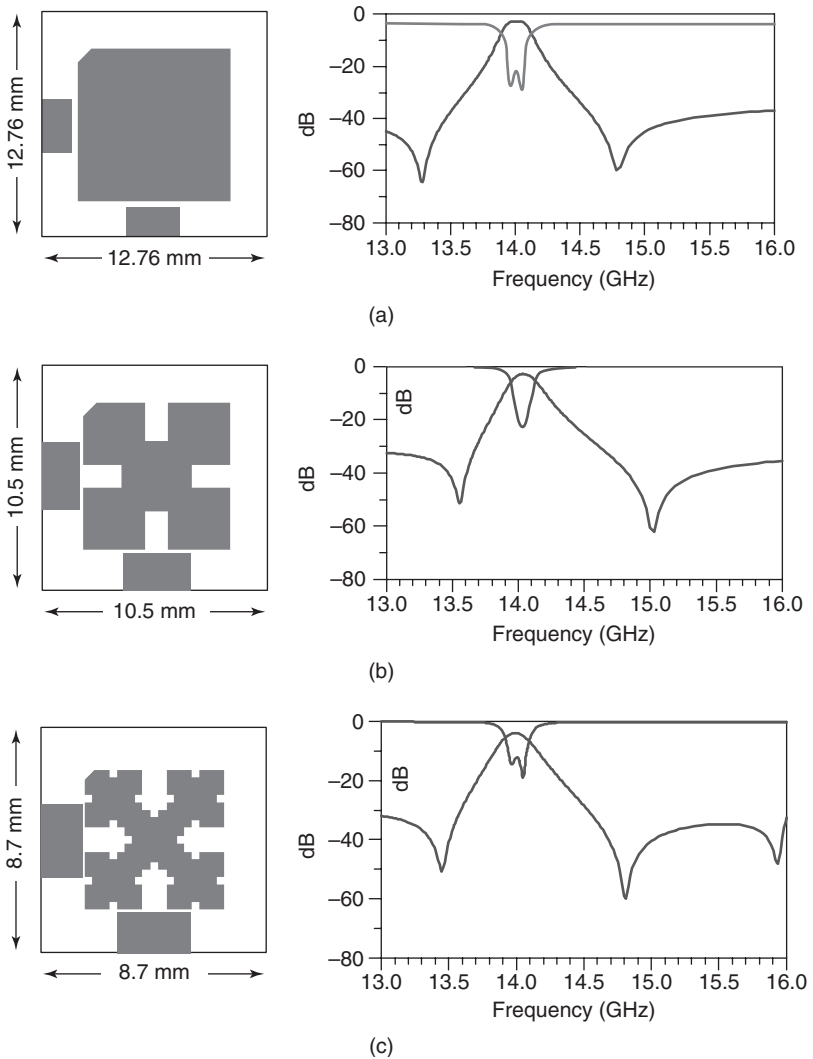 12.76 mm
12.76 mm
dB
0
–20
–40
–60
–80
13.0 13.5 14.0 14.5 15.0 15.5 16.0
Frequency (GHz)
(a)
10.5 mm
10.5 mm
dB
dB
0
–20
–40
–60
–80
13.0 13.5 14.0 14.5 15.0 15.5 16.0
Frequency (GHz)
(b)
8.7 mm
8.7 mm
dB
dB
0
–20
–40
–60
–80
13.0 13.5 14.0 14.5 15.0 15.5 16.0
Frequency (GHz)
(c)